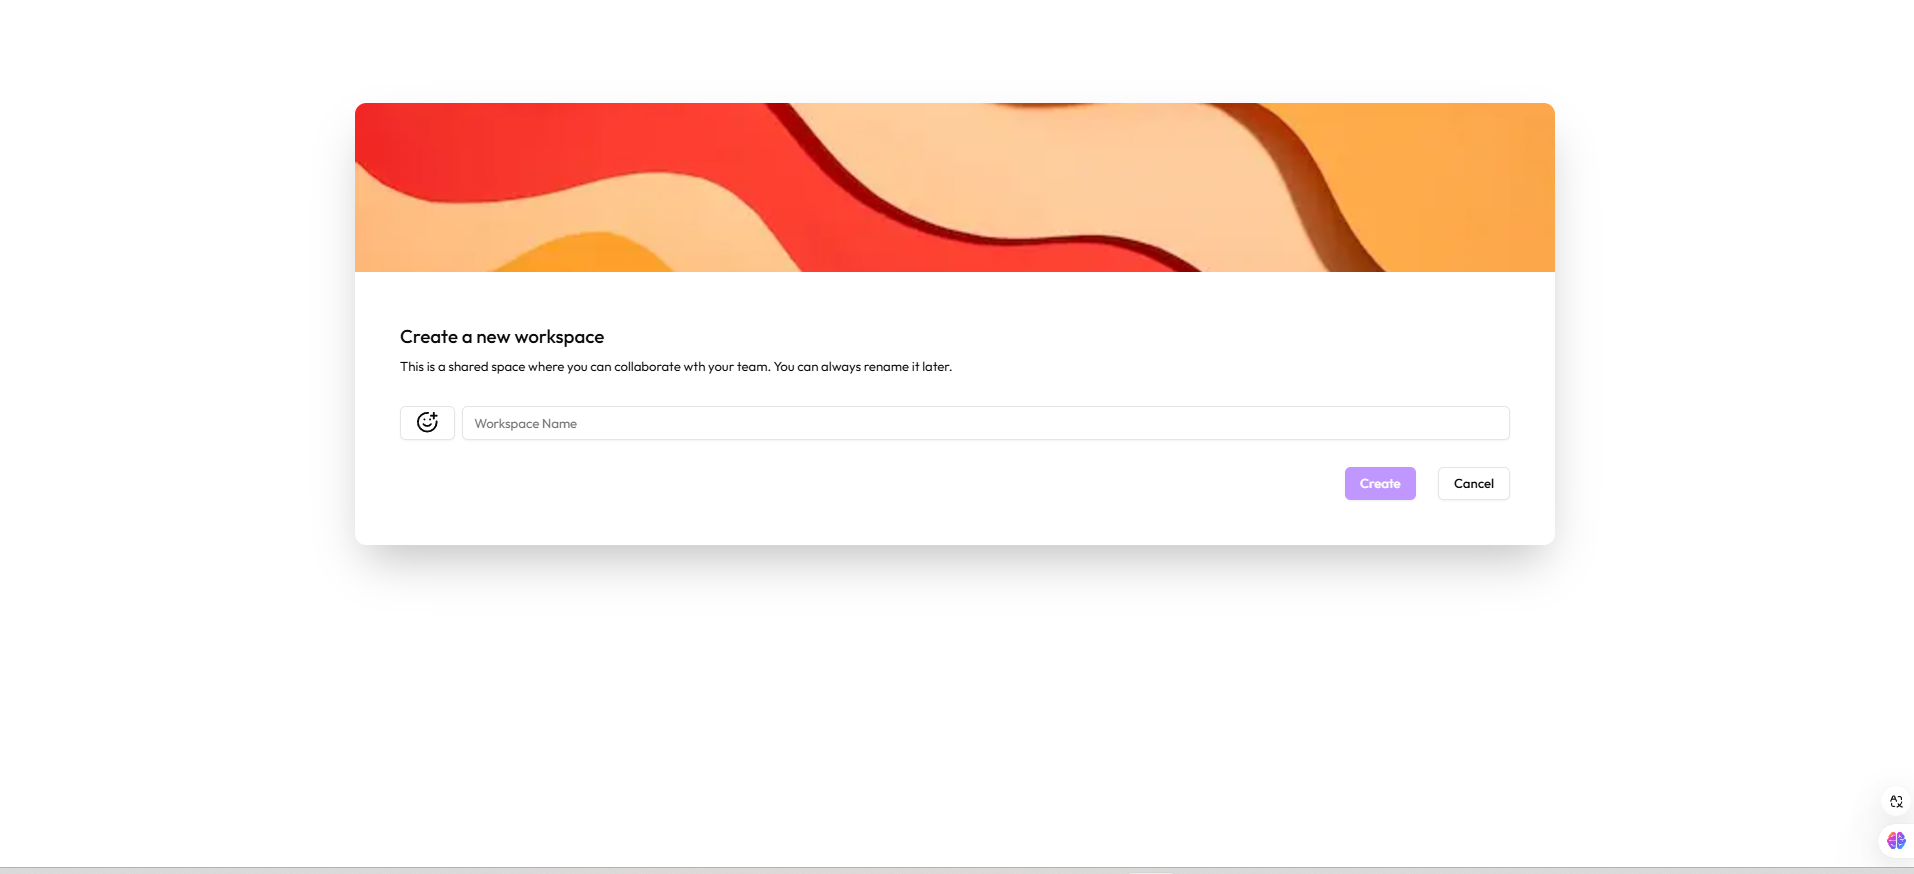 Create a new workspace
This is a shared space where you can collaborate wth your team. You can always rename it later.
Workspace Name
Create
Cancel